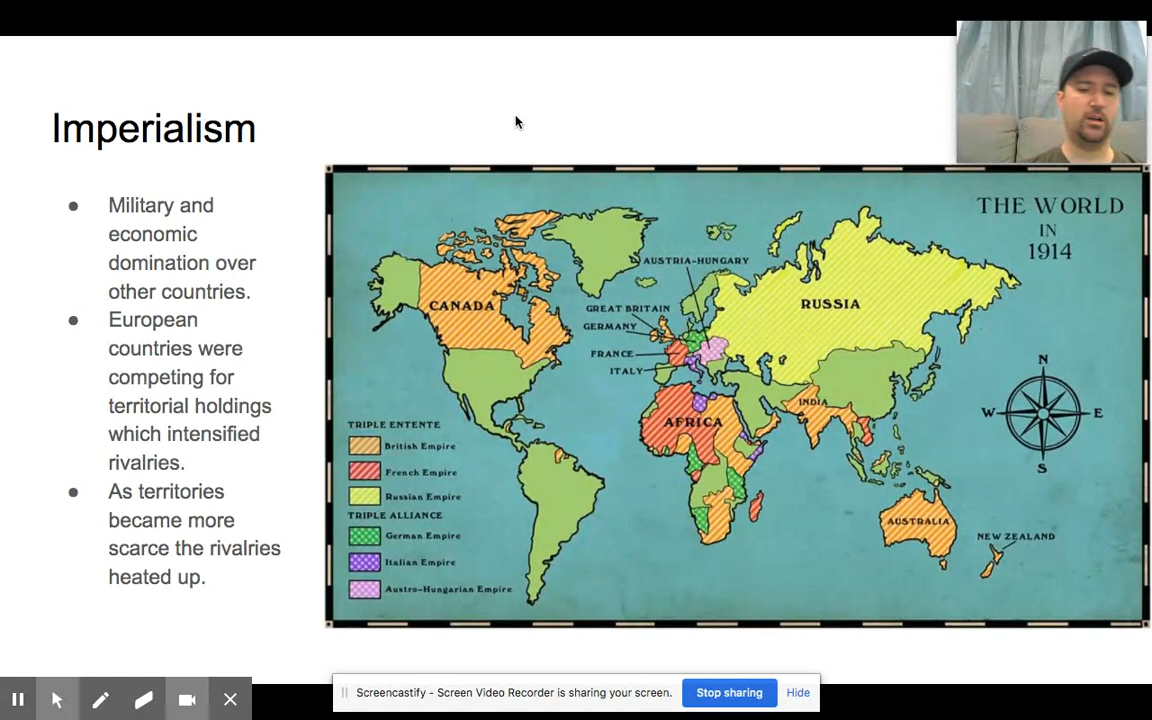 Imperialism
● Military and
economic
domination over
other countries.
● European
countries were
competing for
territorial holdings
which intensified
rivalries.
● As territories
became more
scarce the rivalries
heated up.
THE WORLD
IN
1914
AUSTRIA-HUNGARY
CANADA
RUSSIA
GREAT BRITAIN
GERMANY
FRANCE
ITALY
INDIA
AFRICA
AUSTRALIA
NEW ZEALAND
N
W E
S
TRIPLE ENTENTE
British Empire
French Empire
Russian Empire
TRIPLE ALLIANCE
German Empire
Italian Empire
Austro-Hungarian Empire
Screencastify - Screen Video Recorder is sharing your screen. Stop sharing Hide